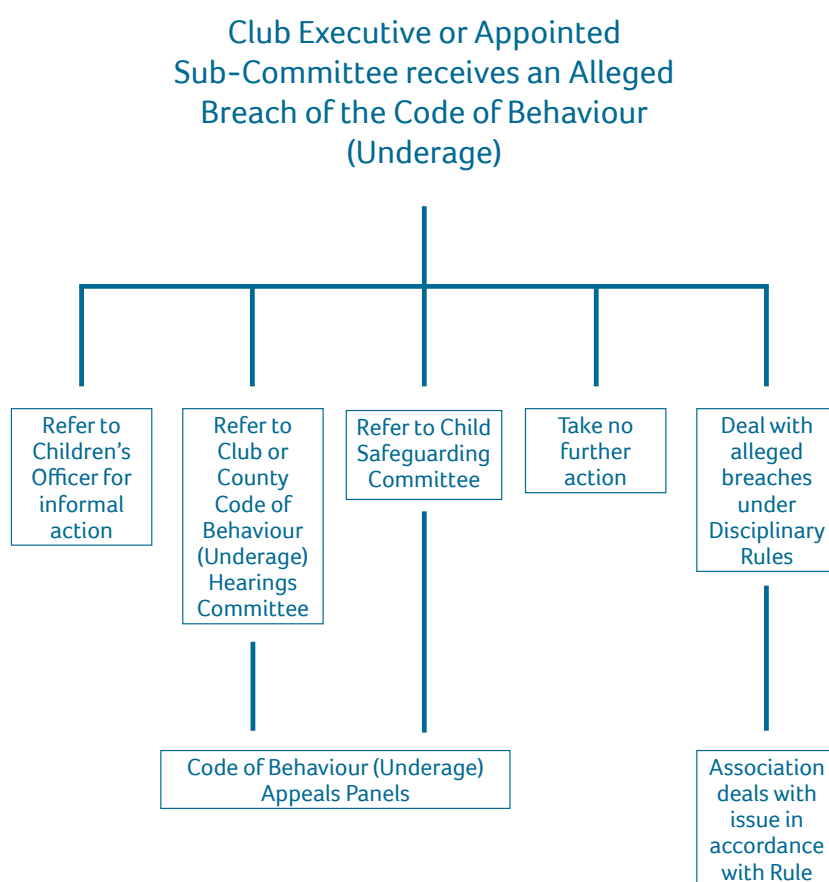 Club Executive or Appointed
Sub-Committee receives an Alleged
Breach of the Code of Behaviour
(Underage)
Refer to
Children's
Officer for
informal
action
Refer to
Club or
County
Code of
Behaviour
(Underage)
Hearings
Committee
Refer to Child
Safeguarding
Committee
Take no
further
action
Deal with
alleged
breaches
under
Disciplinary
Rules
Code of Behaviour (Underage)
Appeals Panels
Association
deals with
issue in
accordance
with Rule